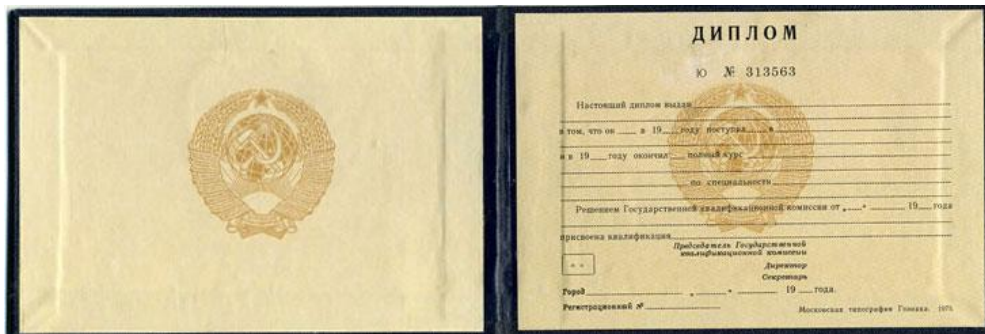 ДИПЛОМ
Ю № 313563
Настоящий диплом выдан
в том, что он в 19 году поступил в
и в 19 году окончил полный курс
по специальности
Решением Государственной квалификационной комиссии от „ “ 19 года
присвоена квалификация
Председатель Государственной
квалификационной комиссии
Директор
Секретарь
Город „ “ 19 года.
Регистрационный №
Московская типография Гознака. 197